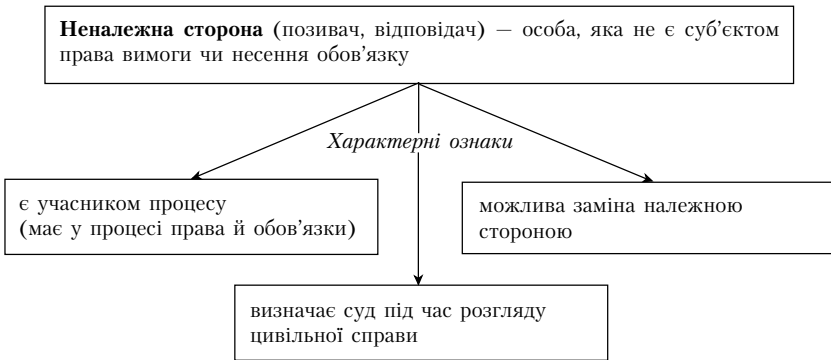 Неналежна сторона (позивач, відповідач) — особа, яка не є суб’єктом
права вимоги чи несення обов’язку
Характерні ознаки
є учасником процесу
(має у процесі права й обов’язки)
можлива заміна належною
стороною
визначає суд під час розгляду
цивільної справи